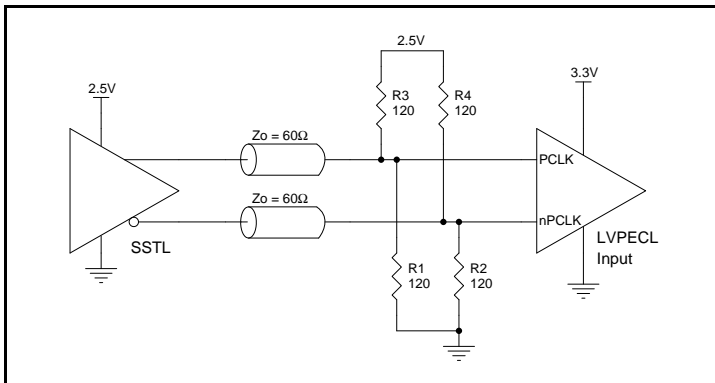 2.5V
2.5V
3.3V
R3
120
R4
120
Zo = 60Ω
PCLK
Zo = 60Ω
nPCLK
SSTL
LVPECL
Input
R1
120
R2
120